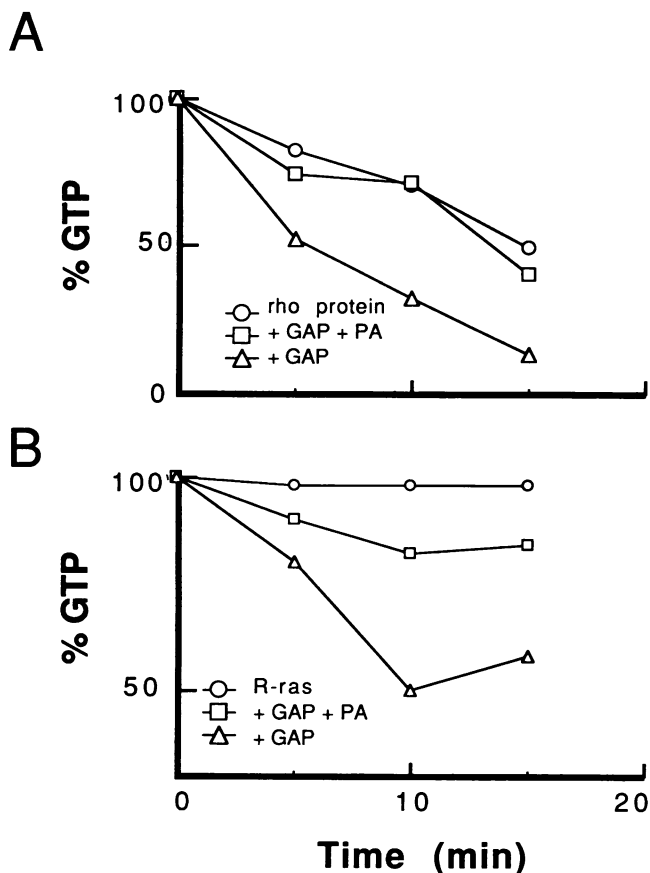 A
100
% GTP
50
rho protein
+ GAP + PA
+ GAP
0
B
100
% GTP
50
R-ras
+ GAP + PA
+ GAP
0 10 20
Time (min)